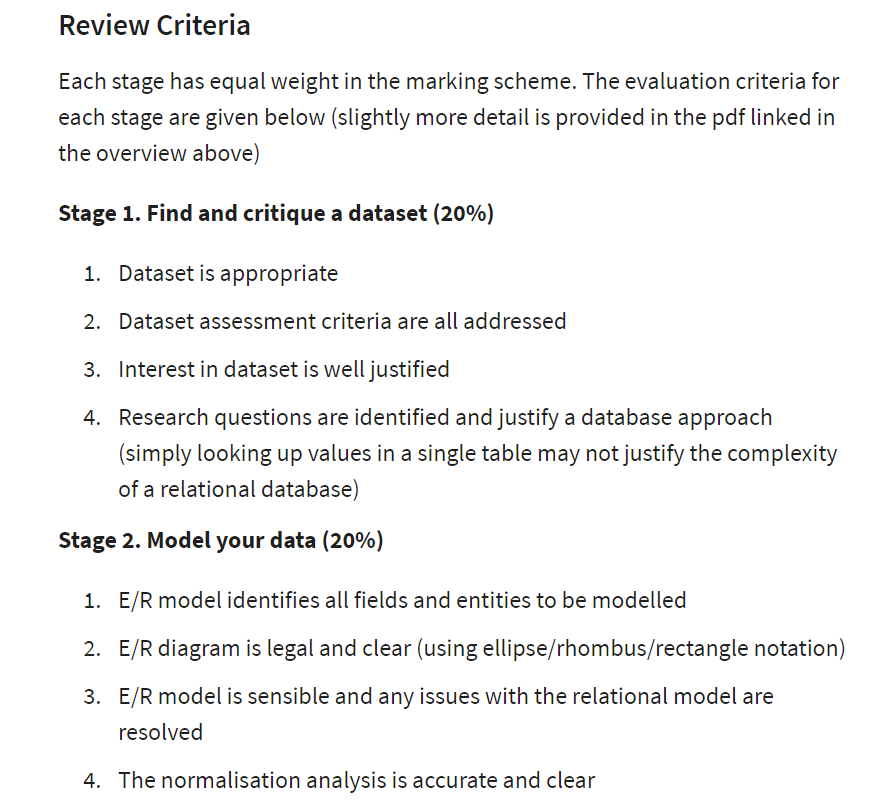 Review Criteria
Each stage has equal weight in the marking scheme. The evaluation criteria for
each stage are given below (slightly more detail is provided in the pdf linked in
the overview above)
Stage 1. Find and critique a dataset (20%)
1. Dataset is appropriate
2. Dataset assessment criteria are all addressed
3. Interest in dataset is well justified
4. Research questions are identified and justify a database approach
(simply looking up values in a single table may not justify the complexity
of a relational database)
Stage 2. Model your data (20%)
1. E/R model identifies all fields and entities to be modelled
2. E/R diagram is legal and clear (using ellipse/rhombus/rectangle notation)
3. E/R model is sensible and any issues with the relational model are
resolved
4. The normalisation analysis is accurate and clear